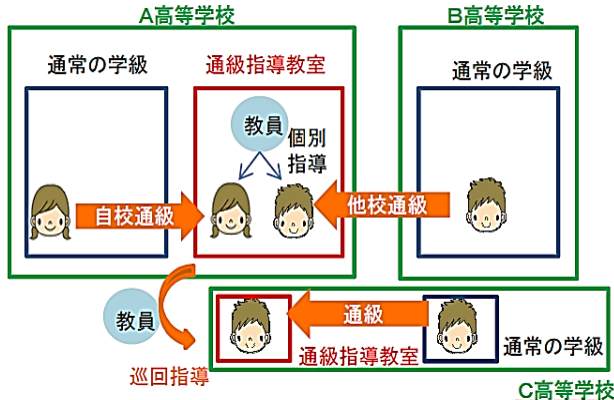 A高等学校
B高等学校
通常の学級
通級指導教室
通常の学級
教員
個別
指導
自校通級
他校通級
教員
巡回指導
通級
通級指導教室
通常の学級
C高等学校